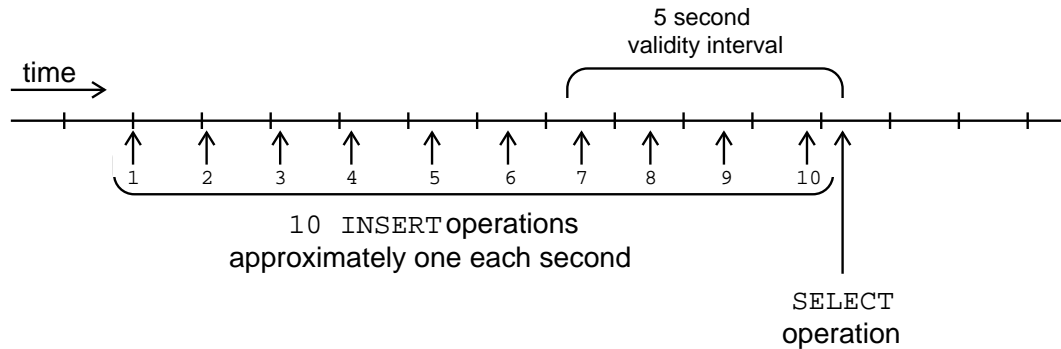 5 second
validity interval
time
1 2 3 4 5 6 7 8 9 10
10 INSERT operations
approximately one each second
SELECT
operation